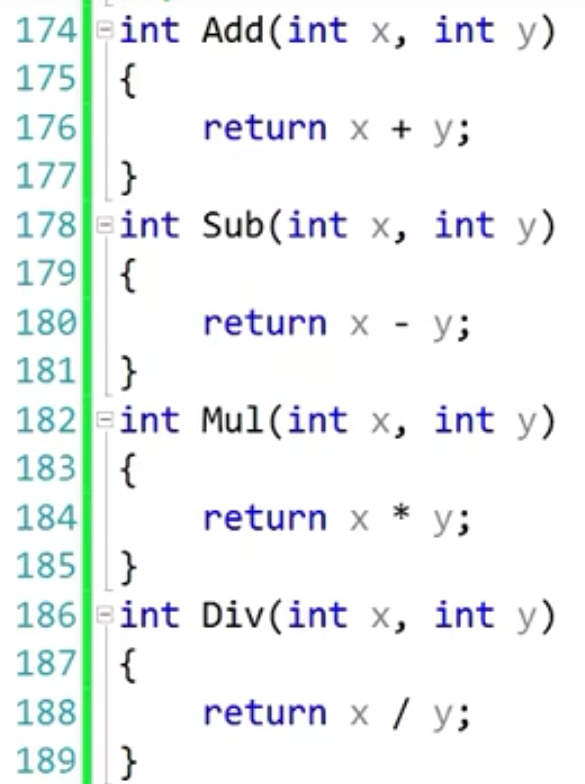 174 int Add(int x, int y)
175 {
176     return x + y;
177 }
178 int Sub(int x, int y)
179 {
180     return x - y;
181 }
182 int Mul(int x, int y)
183 {
184     return x * y;
185 }
186 int Div(int x, int y)
187 {
188     return x / y;
189 }